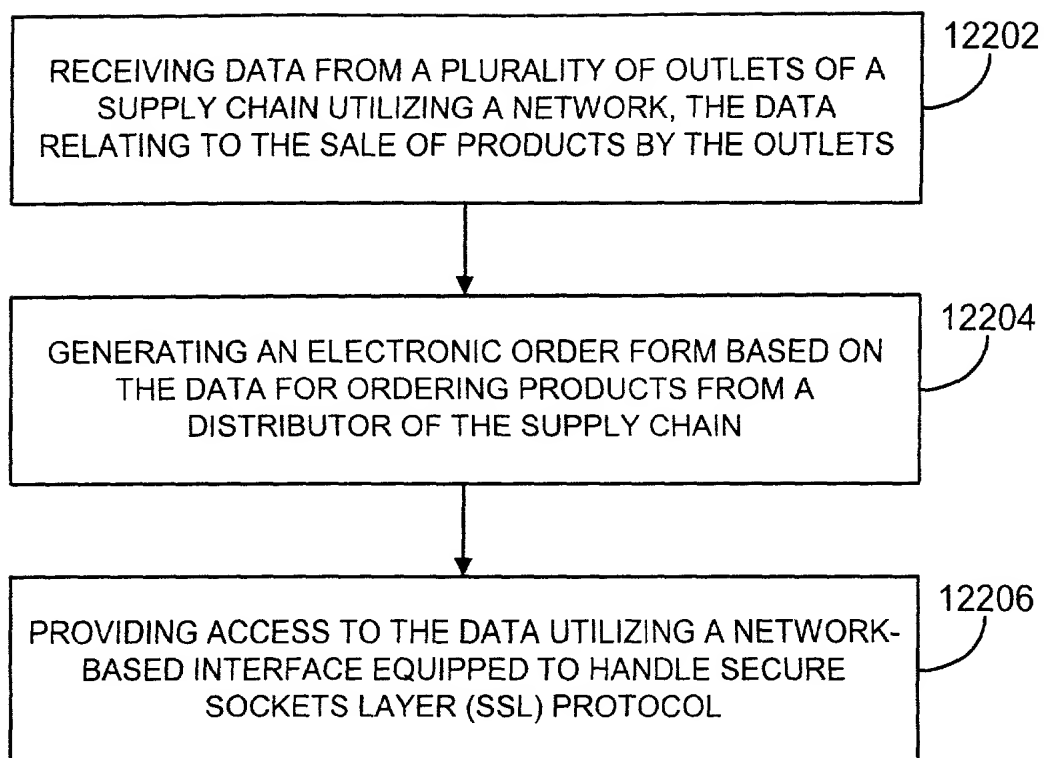 12202
RECEIVING DATA FROM A PLURALITY OF OUTLETS OF A
SUPPLY CHAIN UTILIZING A NETWORK, THE DATA
RELATING TO THE SALE OF PRODUCTS BY THE OUTLETS
12204
GENERATING AN ELECTRONIC ORDER FORM BASED ON
THE DATA FOR ORDERING PRODUCTS FROM A
DISTRIBUTOR OF THE SUPPLY CHAIN
12206
PROVIDING ACCESS TO THE DATA UTILIZING A NETWORK-
BASED INTERFACE EQUIPPED TO HANDLE SECURE
SOCKETS LAYER (SSL) PROTOCOL